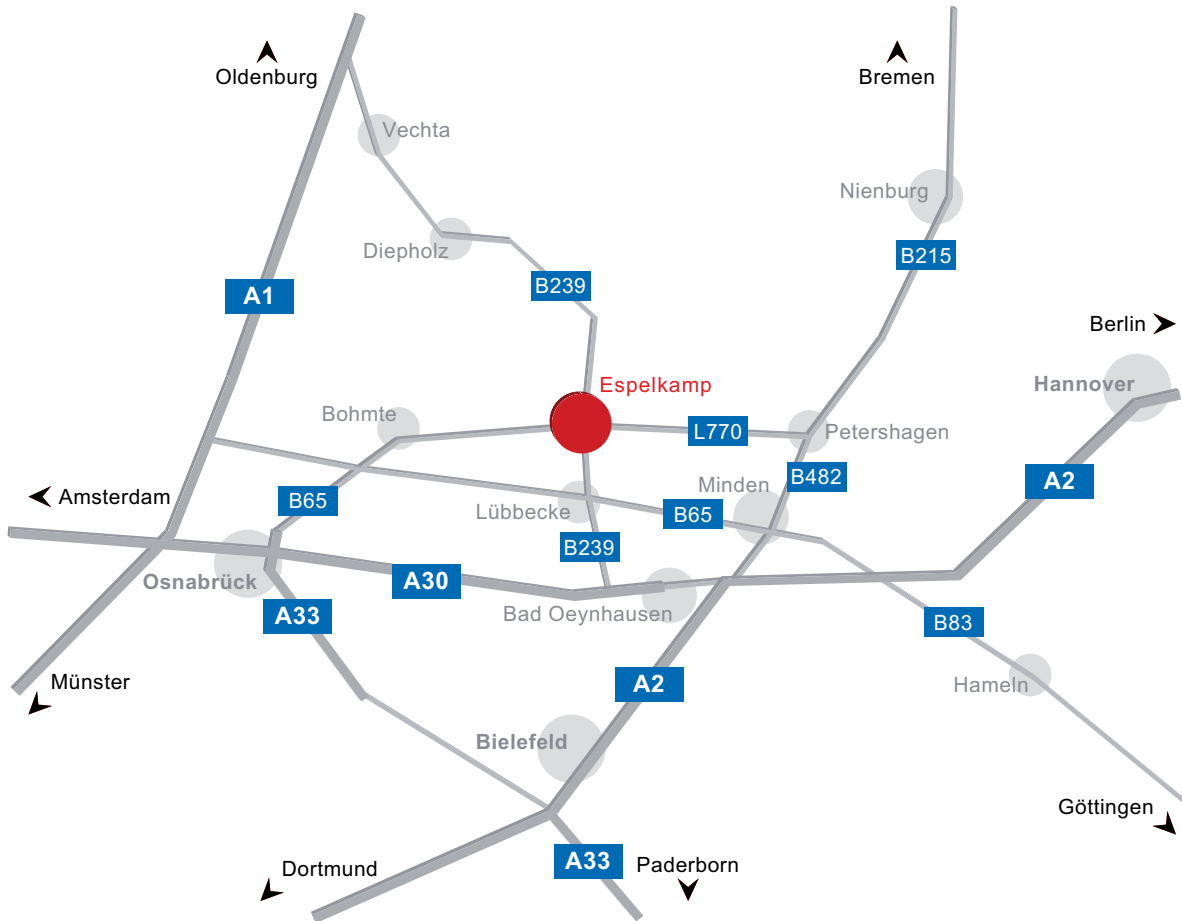 Oldenburg
Bremen
Vechta
Nienburg
Diepholz
B215
B239
A1
Berlin
Hannover
Espelkamp
Bohmte
L770
Petershagen
Amsterdam
B65
Lübbecke
B65
Minden
B482
A2
B239
Osnabrück
A30
Bad Oeynhausen
A33
B83
Münster
A2
Hameln
Bielefeld
Göttingen
Dortmund
A33
Paderborn